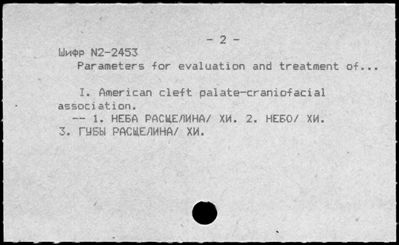 - 2 -
Шифр N2-2453
Parameters for evaluation and treatment of...
I. American cleft palate-craniofacial
association.
-- 1. НЕБА РАСЩЕЛИНА/ ХИ. 2. НЕБО/ ХИ.
3. ГУБЫ РАСЩЕЛИНА/ ХИ.